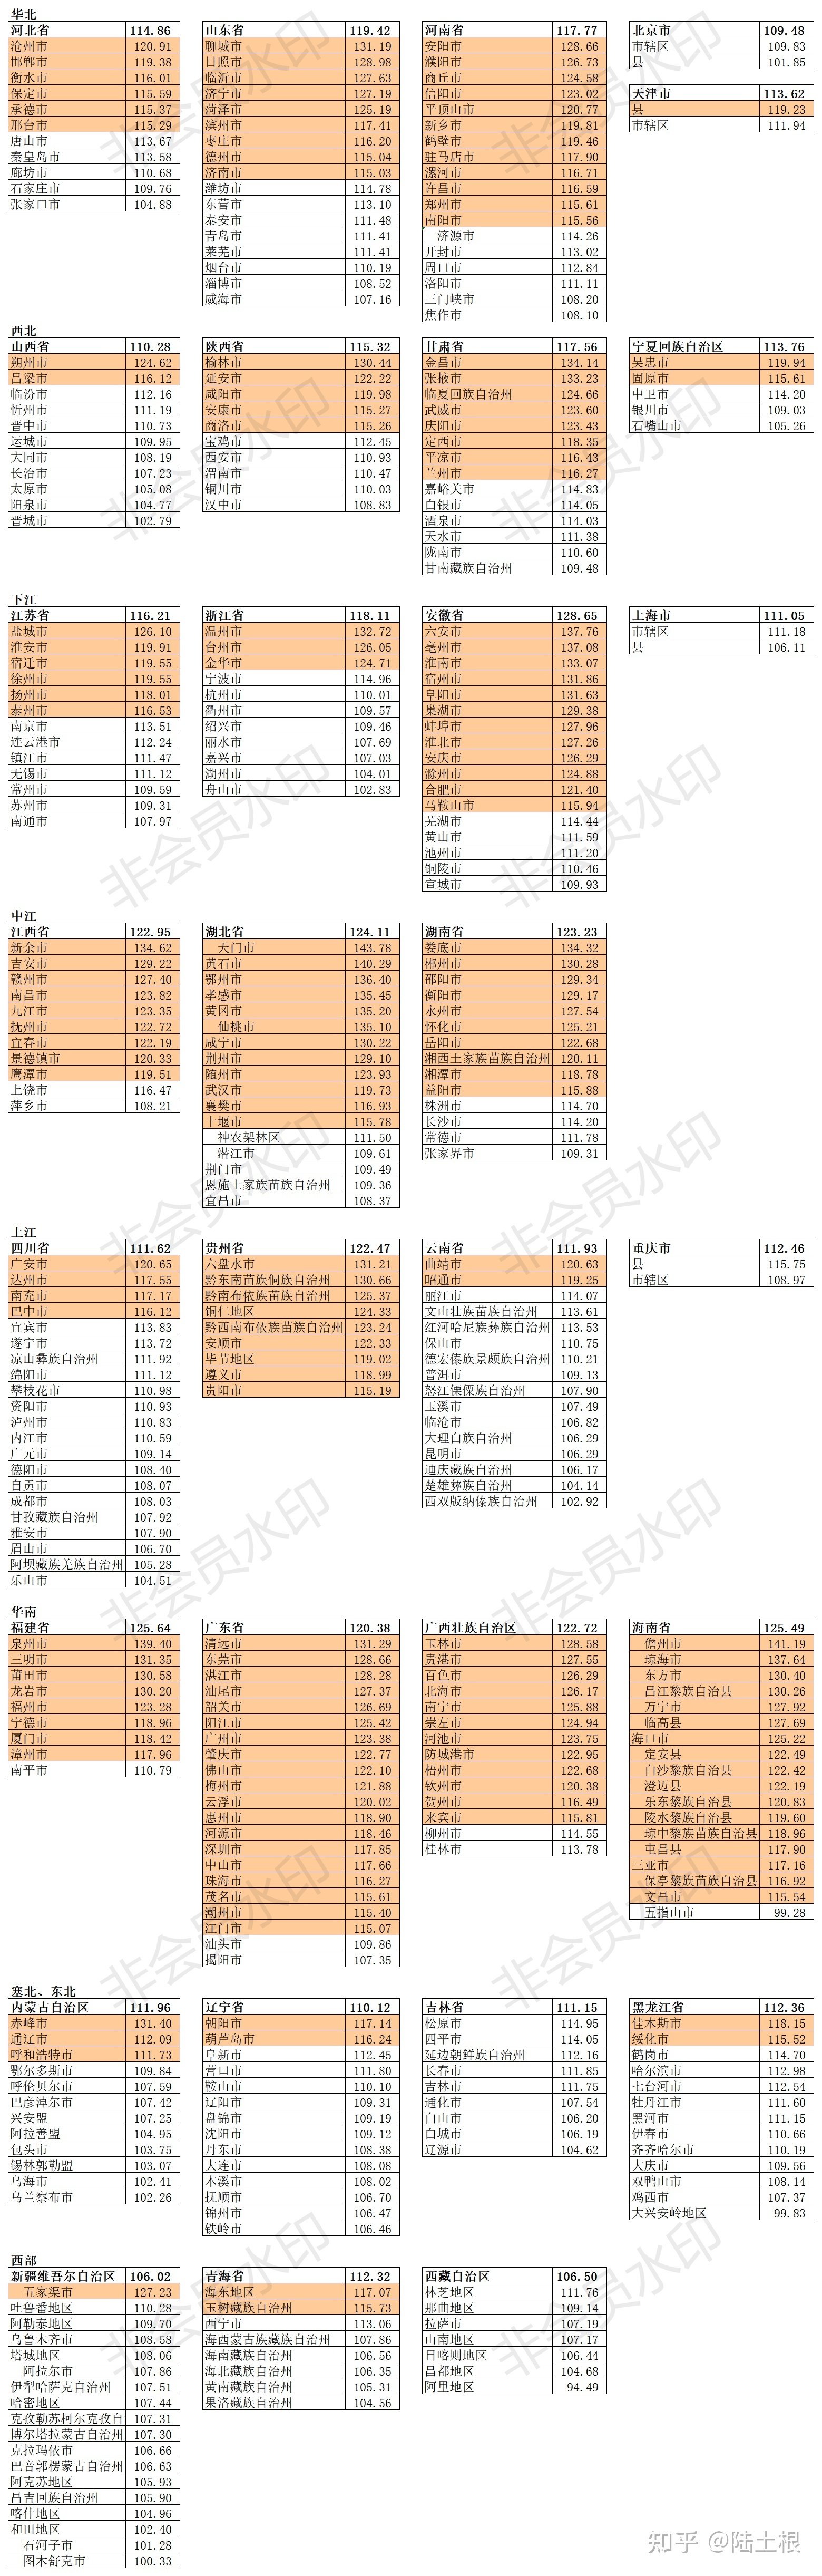 华北
河北省 114.86
沧州市 120.91
邯郸市 119.38
衡水市 116.01
保定市 115.59
承德市 115.37
邢台市 115.29
唐山市 113.67
秦皇岛市 113.58
廊坊市 110.68
石家庄市 109.76
张家口市 104.88
山东省 119.42
聊城市 131.19
日照市 128.98
临沂市 127.63
济宁市 127.19
菏泽市 125.19
滨州市 117.41
枣庄市 116.20
德州市 115.04
济南市 115.03
潍坊市 114.78
东营市 113.10
泰安市 111.48
青岛市 111.41
莱芜市 111.41
烟台市 110.19
淄博市 108.52
威海市 107.16
河南省 117.77
安阳市 128.66
濮阳市 126.73
商丘市 124.58
信阳市 123.02
平顶山市 120.77
新乡市 119.81
鹤壁市 119.46
驻马店市 117.90
漯河市 116.71
许昌市 116.59
郑州市 115.61
南阳市 115.56
济源市 114.26
开封市 113.02
周口市 112.84
洛阳市 111.11
三门峡市 108.20
焦作市 108.10
北京市 109.48
市辖区 109.83
县 101.85
天津市 113.62
县 119.23
市辖区 111.94
西北
山西省 110.28
朔州市 124.62
吕梁市 116.12
临汾市 112.16
忻州市 111.19
晋中市 110.73
运城市 109.95
大同市 108.19
长治市 107.23
太原市 105.08
阳泉市 104.77
晋城市 102.79
陕西省 115.32
榆林市 130.44
延安市 122.22
咸阳市 119.98
安康市 115.27
商洛市 115.26
宝鸡市 112.45
西安市 110.93
渭南市 110.47
铜川市 110.03
汉中市 108.83
甘肃省 117.56
金昌市 134.14
张掖市 133.23
临夏回族自治州 124.66
武威市 123.60
庆阳市 123.43
定西市 118.35
平凉市 116.43
兰州市 116.27
嘉峪关市 114.83
白银市 114.05
酒泉市 114.03
天水市 111.38
陇南市 110.60
甘南藏族自治州 109.48
宁夏回族自治区 113.76
吴忠市 119.94
固原市 115.61
中卫市 114.20
银川市 109.03
石嘴山市 105.26
下江
江苏省 116.21
盐城市 126.10
淮安市 119.91
宿迁市 119.55
徐州市 119.55
扬州市 118.01
泰州市 116.53
南京市 113.51
连云港市 112.24
镇江市 111.47
无锡市 111.12
常州市 109.59
苏州市 109.31
南通市 107.97
浙江省 118.11
温州市 132.72
台州市 126.05
金华市 124.71
宁波市 114.96
杭州市 110.01
衢州市 109.57
绍兴市 109.46
丽水市 107.69
嘉兴市 107.03
湖州市 104.01
舟山市 102.83
安徽省 128.65
六安市 137.76
亳州市 137.08
淮南市 133.07
宿州市 131.86
阜阳市 131.63
巢湖市 129.38
蚌埠市 127.96
淮北市 127.26
安庆市 126.29
滁州市 124.88
合肥市 121.40
马鞍山市 115.94
芜湖市 114.44
黄山市 111.59
池州市 111.20
铜陵市 110.46
宣城市 109.93
上海市 111.05
市辖区 111.18
县 106.11
中江
江西省 122.95
新余市 134.62
吉安市 129.22
赣州市 127.40
南昌市 123.82
九江市 123.35
抚州市 122.72
宜春市 122.19
景德镇市 120.33
鹰潭市 119.51
上饶市 116.47
萍乡市 108.21
湖北省 124.11
天门市 143.78
黄石市 140.29
鄂州市 136.40
孝感市 135.45
黄冈市 135.20
仙桃市 135.10
咸宁市 130.22
荆州市 129.10
随州市 123.93
武汉市 119.73
襄樊市 116.93
十堰市 115.78
神农架林区 111.50
潜江市 109.61
荆门市 109.49
恩施土家族苗族自治州 109.36
宜昌市 108.37
湖南省 123.23
娄底市 134.32
郴州市 130.28
邵阳市 129.34
衡阳市 129.17
永州市 127.54
怀化市 125.21
岳阳市 122.68
湘西土家族苗族自治州 120.11
湘潭市 118.78
益阳市 115.88
株洲市 114.70
长沙市 114.20
常德市 111.78
张家界市 109.31
上江
四川省 111.62
广安市 120.65
达州市 117.55
南充市 117.17
巴中市 116.12
宜宾市 113.83
遂宁市 113.72
凉山彝族自治州 111.92
绵阳市 111.12
攀枝花市 110.98
资阳市 110.93
泸州市 110.83
内江市 110.59
广元市 109.14
德阳市 108.40
自贡市 108.07
成都市 108.03
甘孜藏族自治州 107.92
雅安市 107.90
眉山市 106.70
阿坝藏族羌族自治州 105.28
乐山市 104.51
贵州省 122.47
六盘水市 131.21
黔东南苗族侗族自治州 130.66
黔南布依族苗族自治州 125.37
铜仁地区 124.33
黔西南布依族苗族自治州 123.24
安顺市 122.33
毕节地区 119.02
遵义市 118.99
贵阳市 115.19
云南省 111.93
曲靖市 120.63
昭通市 119.25
丽江市 114.07
文山壮族苗族自治州 113.61
红河哈尼族彝族自治州 113.53
保山市 110.75
德宏傣族景颇族自治州 110.21
普洱市 109.13
怒江傈僳族自治州 107.90
玉溪市 107.49
临沧市 106.82
大理白族自治州 106.29
昆明市 106.29
迪庆藏族自治州 106.17
楚雄彝族自治州 104.14
西双版纳傣族自治州 102.92
重庆市 112.46
县 115.75
市辖区 108.97
华南
福建省 125.64
泉州市 139.40
三明市 131.35
莆田市 130.58
龙岩市 130.20
福州市 123.28
宁德市 118.96
厦门市 118.42
漳州市 117.96
南平市 110.79
广东省 120.38
清远市 131.29
东莞市 128.66
湛江市 128.28
汕尾市 127.37
韶关市 126.69
阳江市 125.42
广州市 123.38
肇庆市 122.77
佛山市 122.10
梅州市 121.88
云浮市 120.02
惠州市 118.90
河源市 118.46
深圳市 117.85
中山市 117.66
珠海市 116.27
茂名市 115.61
潮州市 115.40
江门市 115.07
汕头市 109.86
揭阳市 107.35
广西壮族自治区 122.72
玉林市 128.58
贵港市 127.55
百色市 126.29
北海市 126.17
南宁市 125.88
崇左市 124.94
河池市 123.75
防城港市 122.95
梧州市 122.68
钦州市 120.38
贺州市 116.49
来宾市 115.81
柳州市 114.55
桂林市 113.78
海南省 125.49
儋州市 141.19
琼海市 137.64
东方市 130.40
昌江黎族自治县 130.26
万宁市 127.92
临高县 127.69
海口市 125.22
定安县 122.49
白沙黎族自治县 122.42
澄迈县 122.19
乐东黎族自治县 120.83
陵水黎族自治县 119.60
琼中黎族苗族自治县 118.96
屯昌县 117.90
三亚市 117.16
保亭黎族苗族自治县 116.92
文昌市 115.54
五指山市 99.28
塞北、东北
内蒙古自治区 111.96
赤峰市 131.40
通辽市 112.09
呼和浩特市 111.73
鄂尔多斯市 109.84
呼伦贝尔市 107.59
巴彦淖尔市 107.42
兴安盟 107.25
阿拉善盟 104.95
包头市 103.75
锡林郭勒盟 103.07
乌海市 102.41
乌兰察布市 102.26
辽宁省 110.12
朝阳市 117.14
葫芦岛市 116.24
阜新市 112.45
营口市 111.80
鞍山市 110.10
辽阳市 109.31
盘锦市 109.19
沈阳市 109.12
丹东市 108.38
大连市 108.08
本溪市 108.02
抚顺市 106.70
锦州市 106.47
铁岭市 106.46
吉林省 111.15
松原市 114.95
四平市 114.05
延边朝鲜族自治州 112.16
长春市 111.85
吉林市 111.75
通化市 107.54
白山市 106.20
白城市 106.19
辽源市 104.62
黑龙江省 112.36
佳木斯市 118.15
绥化市 115.52
鹤岗市 114.70
哈尔滨市 112.98
七台河市 112.54
牡丹江市 111.60
黑河市 111.15
伊春市 110.66
齐齐哈尔市 110.19
大庆市 109.56
双鸭山市 108.14
鸡西市 107.37
大兴安岭地区 99.83
西部
新疆维吾尔自治区 106.02
五家渠市 127.23
吐鲁番地区 110.28
阿勒泰地区 109.70
乌鲁木齐市 108.58
塔城地区 108.06
阿拉尔市 107.86
伊犁哈萨克自治州 107.51
哈密地区 107.44
克孜勒苏柯尔克孜自 107.31
博尔塔拉蒙古自治州 107.30
克拉玛依市 106.66
巴音郭楞蒙古自治州 106.63
阿克苏地区 105.93
昌吉回族自治州 105.90
喀什地区 104.96
和田地区 102.40
石河子市 101.28
图木舒克市 100.33
青海省 112.32
海东地区 117.07
玉树藏族自治州 115.73
西宁市 113.06
海西蒙古族藏族自治州 107.86
海南藏族自治州 106.56
海北藏族自治州 106.35
黄南藏族自治州 105.31
果洛藏族自治州 104.56
西藏自治区 106.50
林芝地区 111.76
那曲地区 109.14
拉萨市 107.19
山南地区 107.17
日喀则地区 106.44
昌都地区 104.68
阿里地区 94.49
非会员水印
非会员水印
非会员水印
非会员水印
非会员水印
非会员水印
非会员水印
非会员水印
非会员水印
非会员水印
非会员水印
非会员水印
非会员水印
非会员水印
知乎 @陆土根